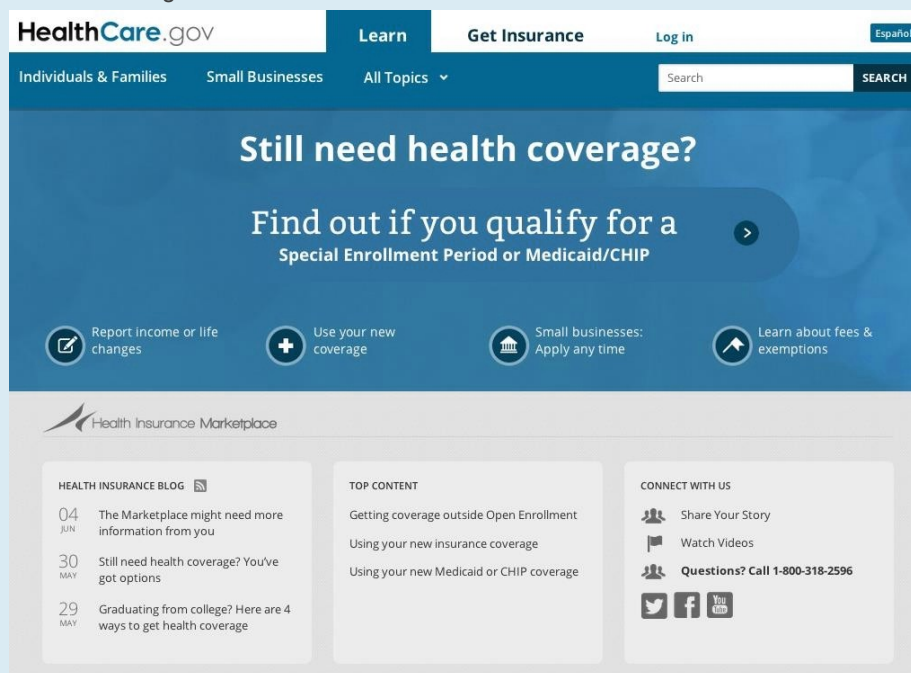 HealthCare.gov
Learn
Get Insurance
Log in
Español
Individuals & Families
Small Businesses
All Topics
Search
SEARCH
Still need health coverage?
Find out if you qualify for a
Special Enrollment Period or Medicaid/CHIP
Report income or life
changes
Use your new
coverage
Small businesses:
Apply any time
Learn about fees &
exemptions
Health Insurance Marketplace
HEALTH INSURANCE BLOG
04
JUN
The Marketplace might need more
information from you
30
MAY
Still need health coverage? You've
got options
29
MAY
Graduating from college? Here are 4
ways to get health coverage
TOP CONTENT
Getting coverage outside Open Enrollment
Using your new insurance coverage
Using your new Medicaid or CHIP coverage
CONNECT WITH US
Share Your Story
Watch Videos
Questions? Call 1-800-318-2596
You
Tube